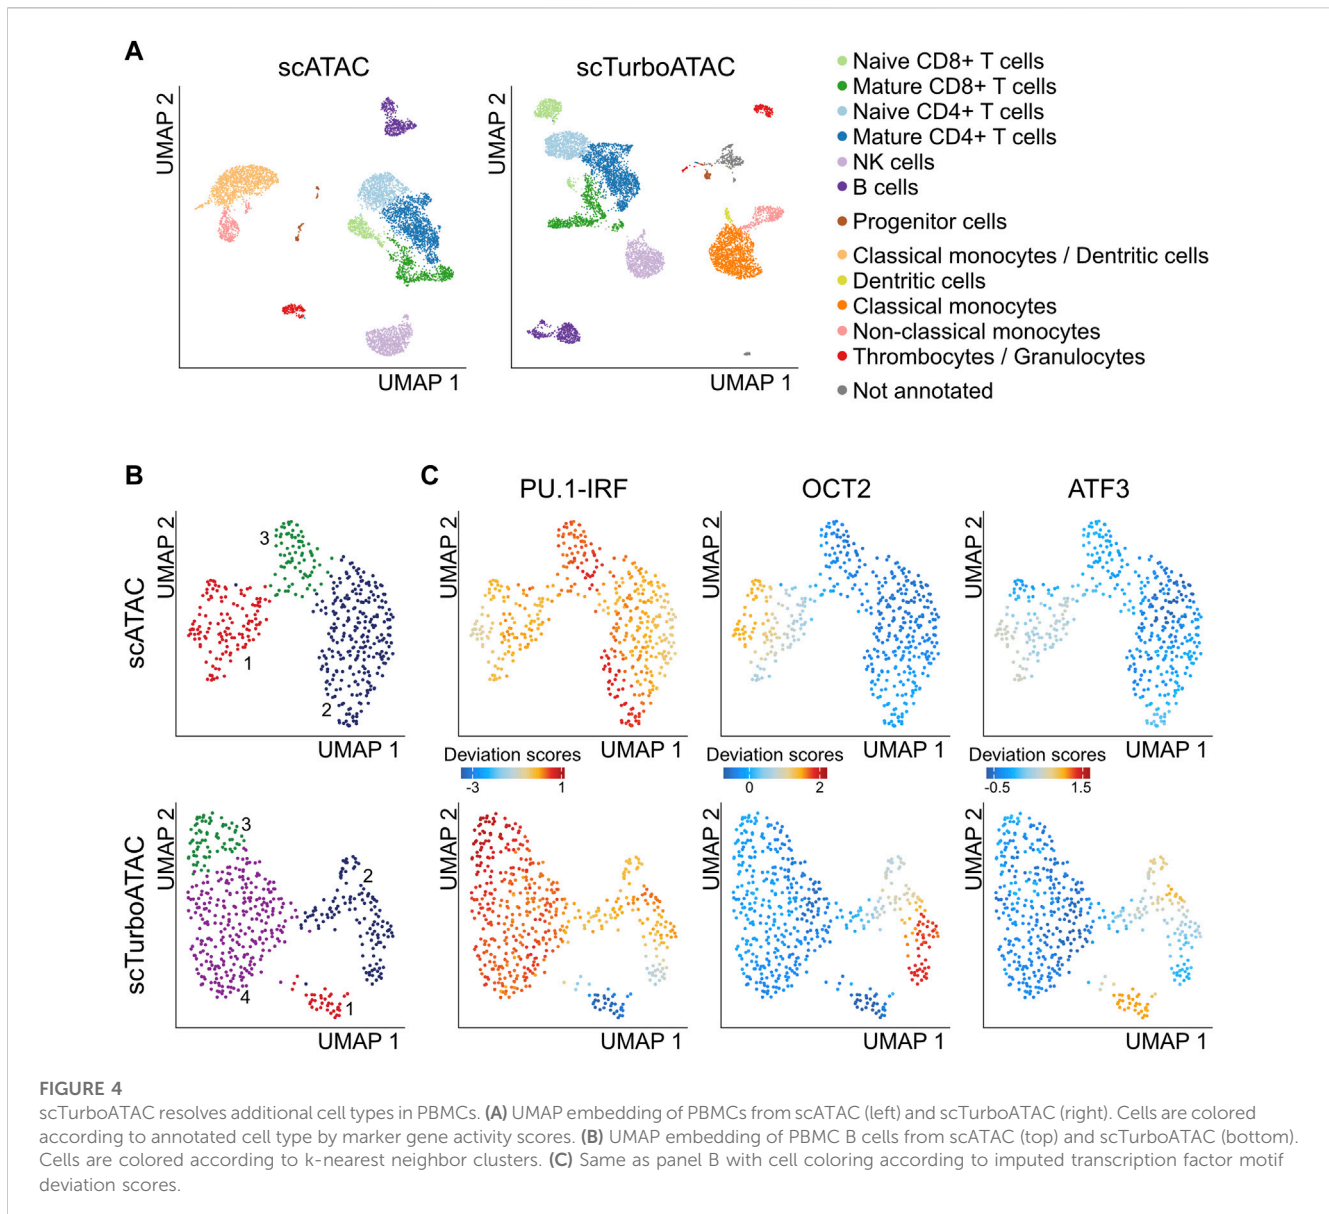 A
scATAC
scTurboATAC
UMAP 2
UMAP 1
UMAP 2
UMAP 1
Naive CD8+ T cells
Mature CD8+ T cells
Naive CD4+ T cells
Mature CD4+ T cells
NK cells
B cells
Progenitor cells
Classical monocytes / Dentritic cells
Dentritic cells
Classical monocytes
Non-classical monocytes
Thrombocytes / Granulocytes
Not annotated
B
scATAC
UMAP 2
3
1
2
UMAP 1
scTurboATAC
UMAP 2
3
2
4
1
UMAP 1
C
PU.1-IRF
OCT2
ATF3
UMAP 2
UMAP 1
UMAP 2
UMAP 1
UMAP 2
UMAP 1
Deviation scores
-3
1
Deviation scores
0
2
Deviation scores
-0.5
1.5
UMAP 2
UMAP 1
UMAP 2
UMAP 1
UMAP 2
UMAP 1
FIGURE 4
scTurboATAC resolves additional cell types in PBMCs. (A) UMAP embedding of PBMCs from scATAC (left) and scTurboATAC (right). Cells are colored
according to annotated cell type by marker gene activity scores. (B) UMAP embedding of PBMC B cells from scATAC (top) and scTurboATAC (bottom).
Cells are colored according to k-nearest neighbor clusters. (C) Same as panel B with cell coloring according to imputed transcription factor motif
deviation scores.